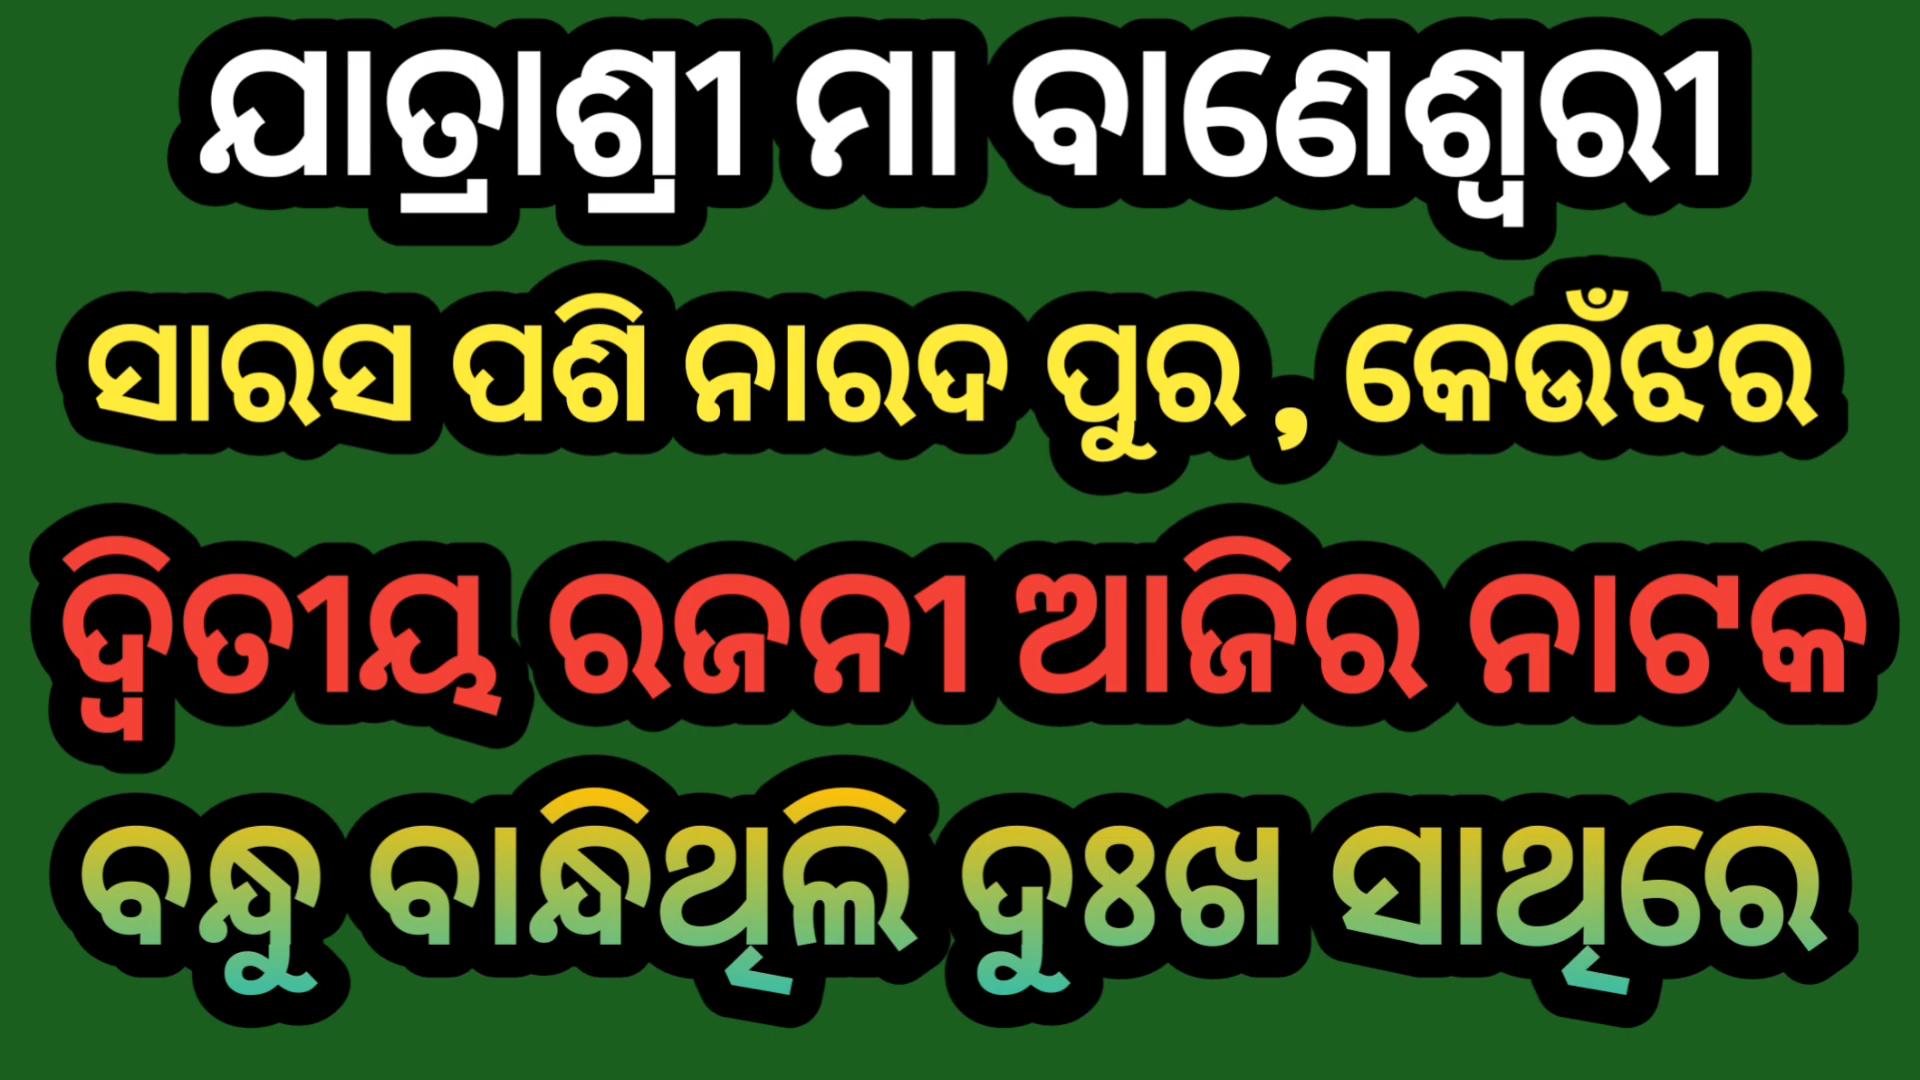 ଯାତ୍ରାଶ୍ରୀ ମା ବାଣେଶ୍ୱରୀ
ସାରସ ପଶି ନାରଦ ପୁର , କେଉଁଝର
ଦ୍ଵିତୀୟ ରଜନୀ ଆଜିର ନାଟକ
ବନ୍ଧୁ ବାନ୍ଧିଥିଲି ଦୁଃଖ ସାଥିରେ